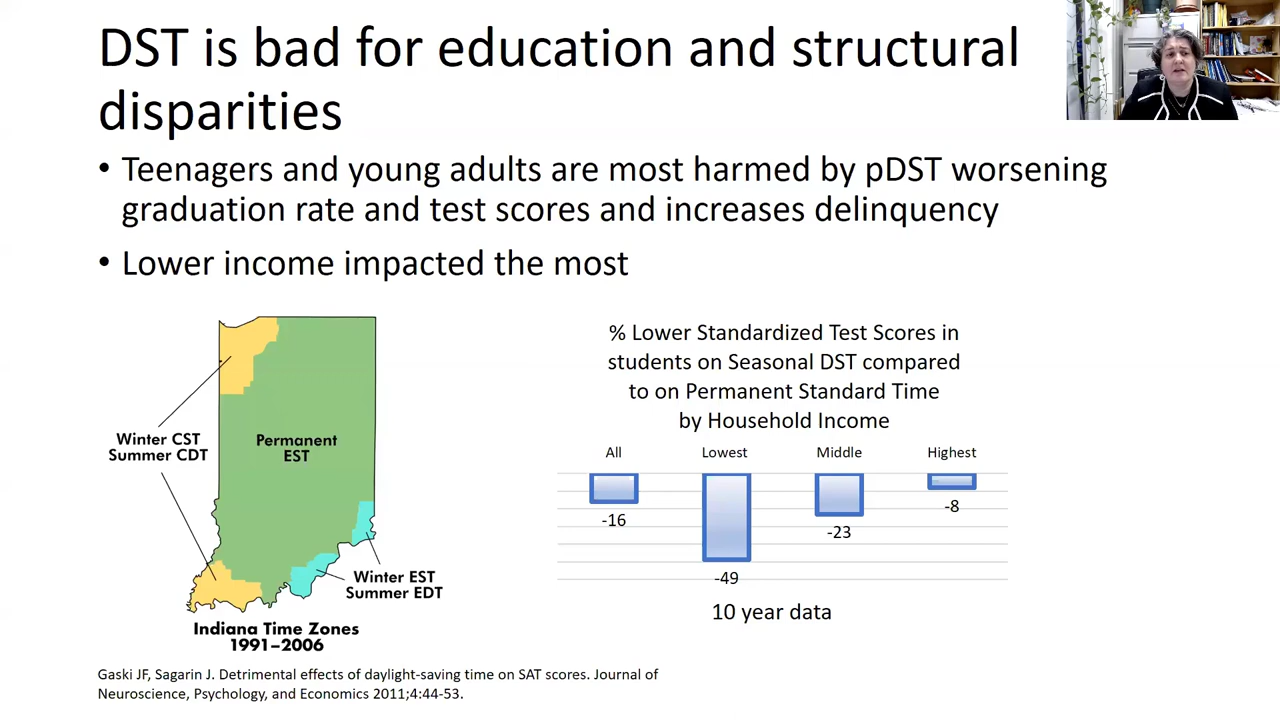 DST is bad for education and structural
disparities
• Teenagers and young adults are most harmed by pDST worsening
graduation rate and test scores and increases delinquency
• Lower income impacted the most
Winter CST
Summer CDT
Permanent
EST
Winter EST
Summer EDT
Indiana Time Zones
1991–2006
% Lower Standardized Test Scores in
students on Seasonal DST compared
to on Permanent Standard Time
by Household Income
All Lowest Middle Highest
-16
-49
-23
-8
10 year data
Gaski JF, Sagarin J. Detrimental effects of daylight-saving time on SAT scores. Journal of
Neuroscience, Psychology, and Economics 2011;4:44-53.